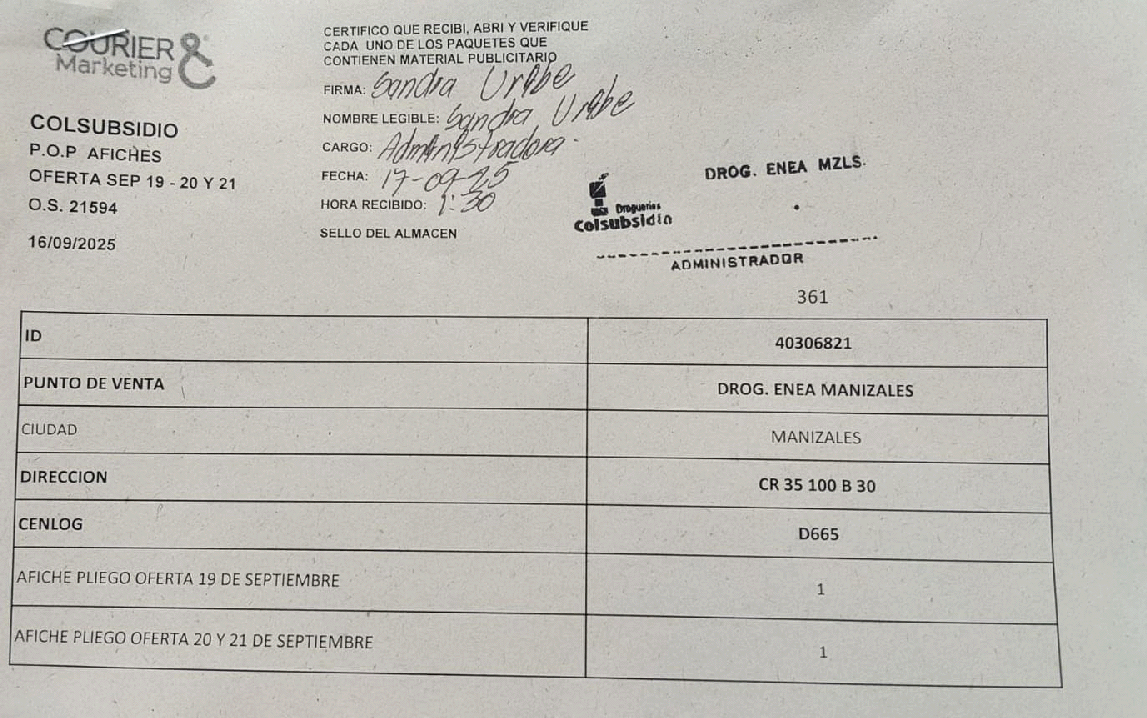 COURIER &
Marketing
COLSUBSIDIO
P.O.P AFICHES
OFERTA SEP 19 - 20 Y 21
O.S. 21594
16/09/2025
CERTIFICO QUE RECIBI, ABRI Y VERIFIQUE
CADA UNO DE LOS PAQUETES QUE
CONTIENEN MATERIAL PUBLICITARIO
FIRMA: Sandra Uribe
NOMBRE LEGIBLE: Sandra Uribe
CARGO: Administradora.
FECHA: 17-09-25
HORA RECIBIDO: 1:30
SELLO DEL ALMACEN
Droguerías
Colsubsidio
DROG. ENEA MZLS.
ADMINISTRADOR
361
ID 40306821
PUNTO DE VENTA DROG. ENEA MANIZALES
CIUDAD MANIZALES
DIRECCION CR 35 100 B 30
CENLOG D665
AFICHE PLIEGO OFERTA 19 DE SEPTIEMBRE 1
AFICHE PLIEGO OFERTA 20 Y 21 DE SEPTIEMBRE 1